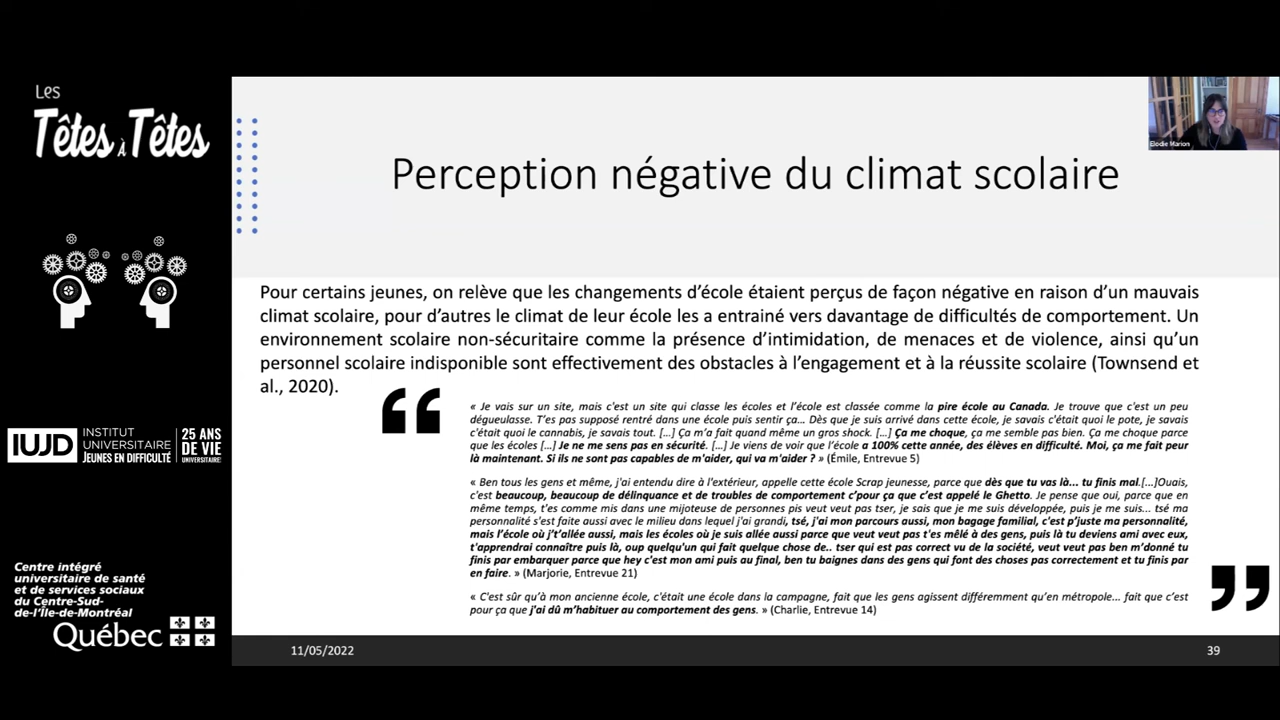 Les
Têtes à Têtes
Elodie Marion
Perception négative du climat scolaire
Pour certains jeunes, on relève que les changements d'école étaient perçus de façon négative en raison d'un mauvais
climat scolaire, pour d'autres le climat de leur école les a entrainé vers davantage de difficultés de comportement. Un
environnement scolaire non-sécuritaire comme la présence d'intimidation, de menaces et de violence, ainsi qu'un
personnel scolaire indisponible sont effectivement des obstacles à l'engagement et à la réussite scolaire (Townsend et
al., 2020).
« Je vais sur un site, mais c'est un site qui classe les écoles et l'école est classée comme la pire école au Canada. Je trouve que c'est un peu
dégueulasse. T'es pas supposé rentré dans une école puis sentir ça... Dès que je suis arrivé dans cette école, je savais c'était quoi le pote, je savais
c'était quoi le cannabis, je savais tout. [...] Ça m'a fait quand même un gros shock. [...] Ça me choque, ça me semble pas bien. Ça me choque parce
que les écoles [...] Je ne me sens pas en sécurité. [...] Je viens de voir que l'école a 100% cette année, des élèves en difficulté. Moi, ça me fait peur
là maintenant. Si ils ne sont pas capables de m'aider, qui va m'aider ? » (Émile, Entrevue 5)
« Ben tous les gens et même, j'ai entendu dire à l'extérieur, appelle cette école Scrap jeunesse, parce que dès que tu vas là... tu finis mal.[...]Ouais,
c'est beaucoup, beaucoup de délinquance et de troubles de comportement c'pour ça que c'est appelé le Ghetto. Je pense que oui, parce que en
même temps, t'es comme mis dans une mijoteuse de personnes pis veut veut pas tser, je sais que je me suis développée, puis je me suis... tsé ma
personnalité s'est faite aussi avec le milieu dans lequel j'ai grandi, tsé, j'ai mon parcours aussi, mon bagage familial, c'est p'juste ma personnalité,
mais l'école où j't'allée aussi, mais les écoles où je suis allée aussi parce que veut veut pas t'es mêlé à des gens, puis là tu deviens ami avec eux,
t'apprendrai connaître puis là, oup quelqu'un qui fait quelque chose de.. tser qui est pas correct vu de la société, veut veut pas ben m'donné tu
finis par embarquer parce que hey c'est mon ami puis au final, ben tu baignes dans des gens qui font des choses pas correctement et tu finis par
en faire. » (Marjorie, Entrevue 21)
« C'est sûr qu'à mon ancienne école, c'était une école dans la campagne, fait que les gens agissent différemment qu'en métropole... fait que c'est
pour ça que j'ai dû m'habituer au comportement des gens. » (Charlie, Entrevue 14)
IUJD
INSTITUT
UNIVERSITAIRE
JEUNES EN DIFFICULTÉ
25 ANS
DE VIE
UNIVERSITAIRE!
Centre intégré
universitaire de santé
et de services sociaux
du Centre-Sud-
de-l'Île-de-Montréal
Québec
11/05/2022
39